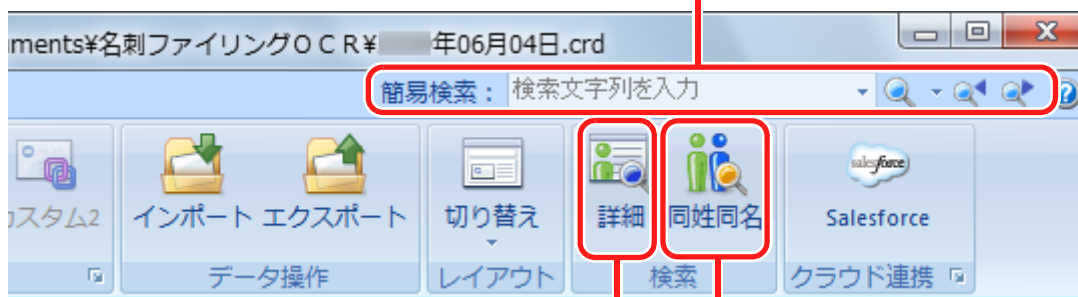 uments¥名刺ファイリングＯＣＲ¥ 年06月04日.crd
簡易検索： 検索文字列を入力
カスタム2 インポート エクスポート 切り替え 詳細 同姓同名 salesforce Salesforce
データ操作 レイアウト 検索 クラウド連携